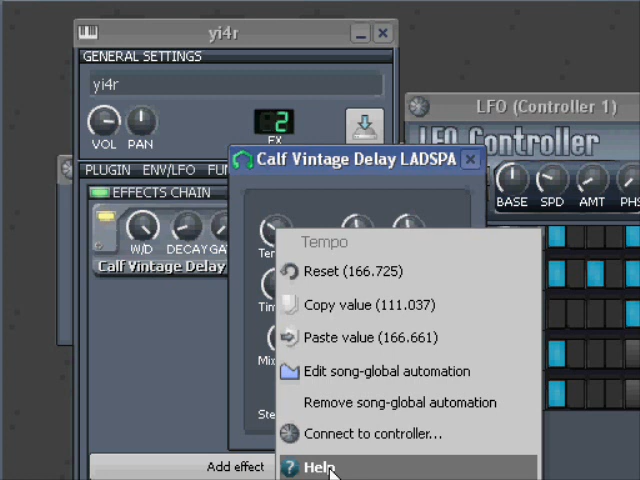 yi4r
GENERAL SETTINGS
yi4r
VOL PAN
2
FX
PLUGIN ENV/LFO
EFFECTS CHAIN
W/D DECAY
Calf Vintage Delay
Add effect
LFO (Controller 1)
LFO Controller
BASE SPD AMT
Calf Vintage Delay LADSPA
Tempo
Reset (166.725)
Copy value (111.037)
Paste value (166.661)
Edit song-global automation
Remove song-global automation
Connect to controller...
Help